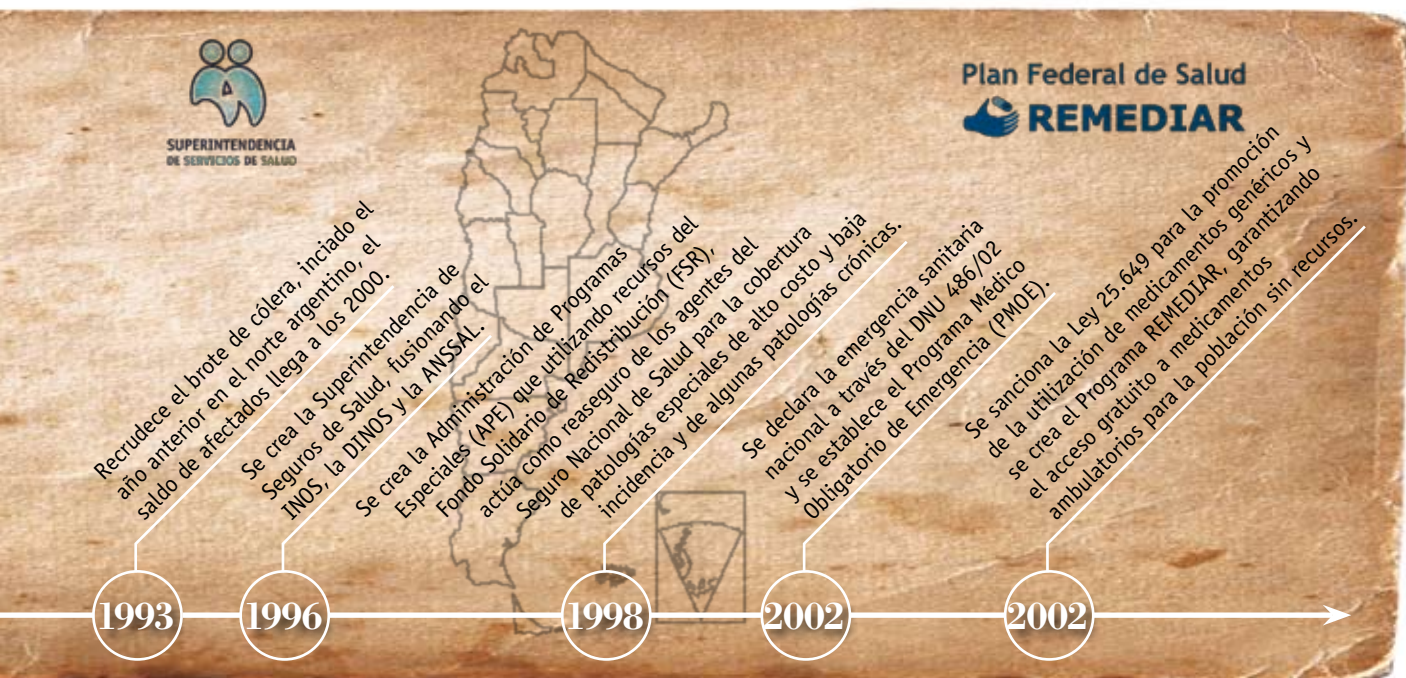 SUPERINTENDENCIA
DE SERVICIOS DE SALUD
Plan Federal de Salud
REMEDIAR
Recrudece el brote de cólera, inciado el
año anterior en el norte argentino, el
saldo de afectados llega a los 2000.
1993
Se crea la Superintendencia de
Seguros de Salud, fusionando el
INOS, la DINOS y la ANSSAL.
1996
Se crea la Administración de Programas
Especiales (APE) que utilizando recursos del
Fondo Solidario de Redistribución (FSR),
actúa como reaseguro de los agentes del
Seguro Nacional de Salud para la cobertura
de patologías especiales de alto costo y baja
incidencia y de algunas patologías crónicas.
1998
Se declara la emergencia sanitaria
nacional a través del DNU 486/02
y se establece el Programa Médico
Obligatorio de Emergencia (PMOE).
2002
Se sanciona la Ley 25.649 para la promoción
de la utilización de medicamentos genéricos y
se crea el Programa REMEDIAR, garantizando
el acceso gratuito a medicamentos
ambulatorios para la población sin recursos.
2002